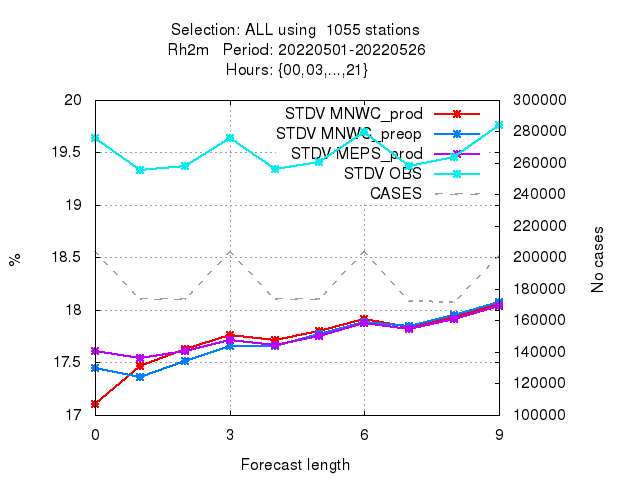 Selection: ALL using  1055 stations
Rh2m   Period: 20220501-20220526
Hours: {00,03,...,21}
20 300000
STDV MNWC_prod
280000
STDV MNWC_preop
19.5 STDV MEPS_prod 260000
STDV OBS
240000
CASES
19
220000
18.5 200000
% No cases
180000
18
160000
17.5 140000
120000
17 100000
0 3 6 9
Forecast length